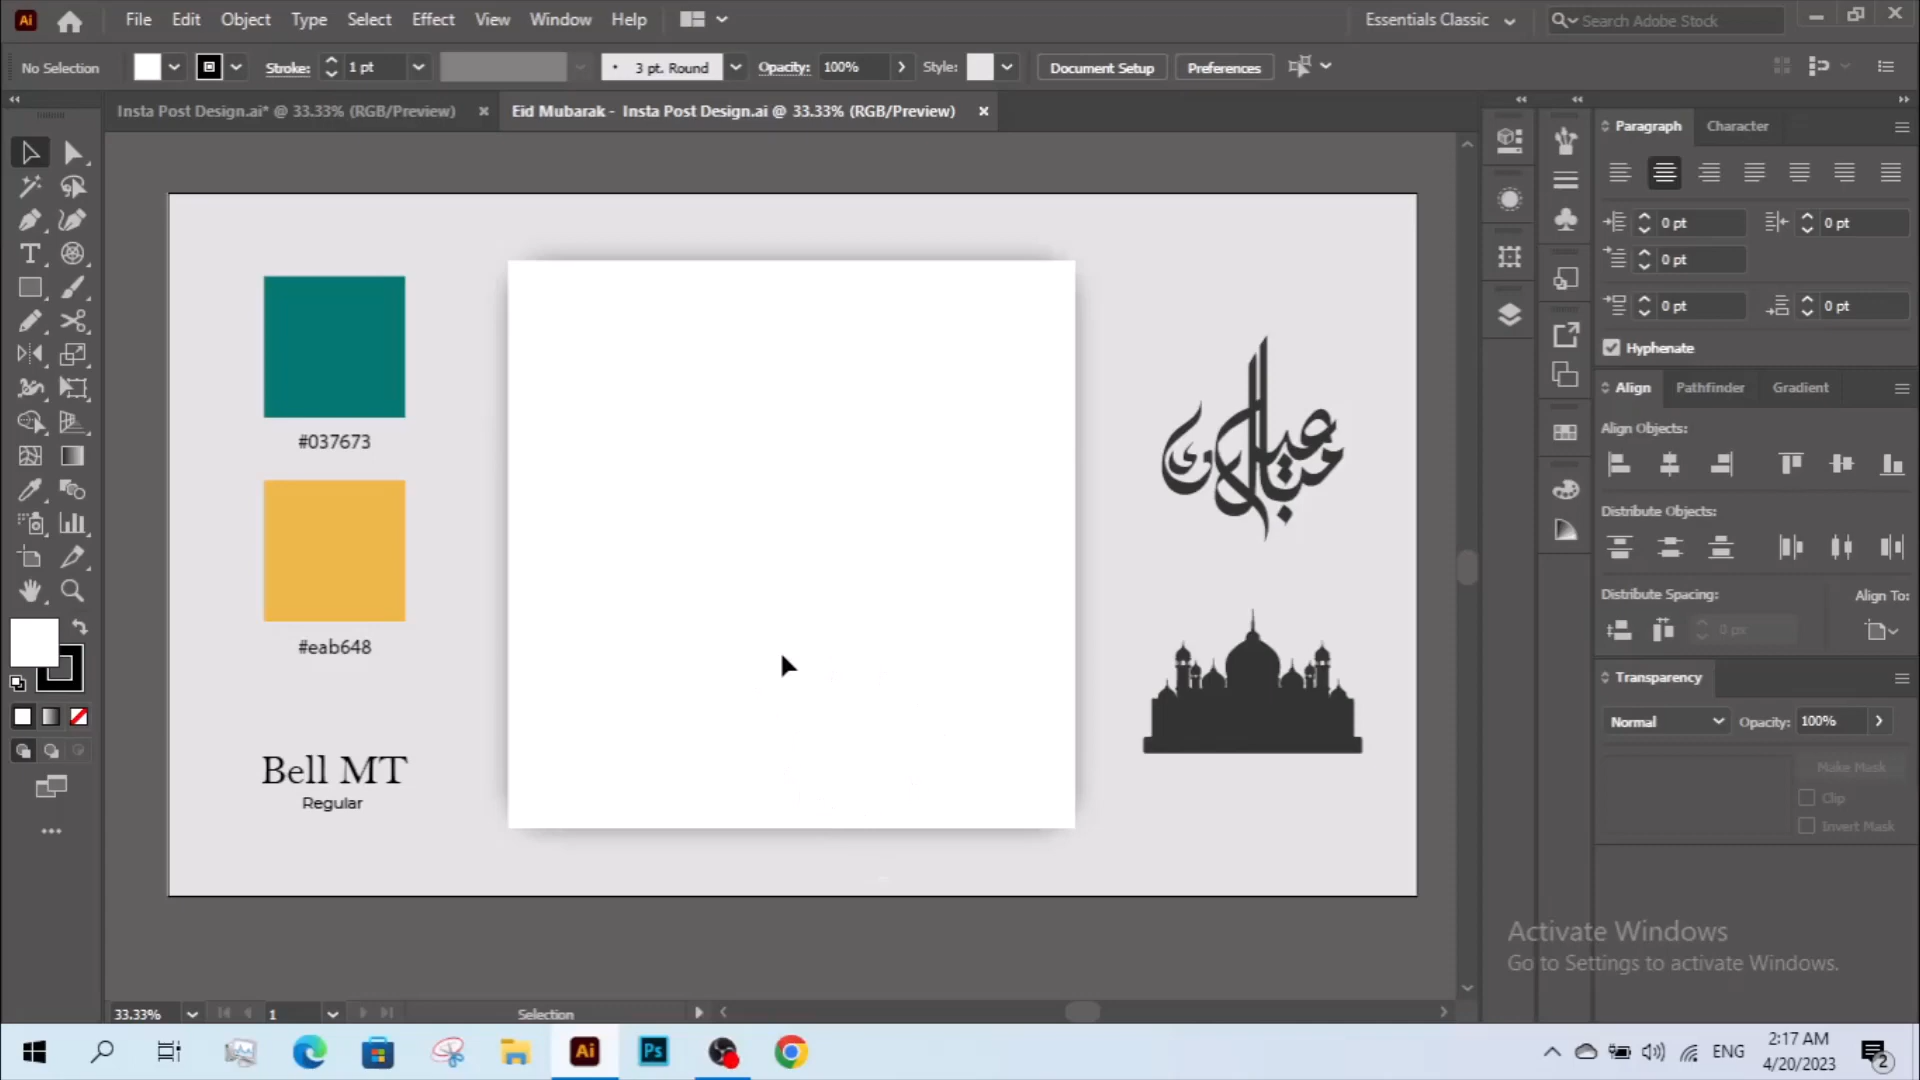 File Edit Object Type Select Effect View Window Help
Essentials Classic
Search Adobe Stock
No Selection
Stroke: 1 pt
3 pt. Round
Opacity: 100%
Style:
Document Setup
Preferences
Insta Post Design.ai* @ 33.33% (RGB/Preview)
Eid Mubarak - Insta Post Design.ai @ 33.33% (RGB/Preview)
#037673
#eab648
Bell MT
Regular
عيد
مبارك
Paragraph Character
0 pt 0 pt
0 pt
0 pt 0 pt
Hyphenate
Align Pathfinder Gradient
Align Objects:
Distribute Objects:
Distribute Spacing: Align To:
0 px
Transparency
Normal Opacity: 100%
Make Mask
Clip
Invert Mask
Activate Windows
Go to Settings to activate Windows.
33.33% 1 Selection
Ai Ps
ENG
2:17 AM
4/20/2023
2